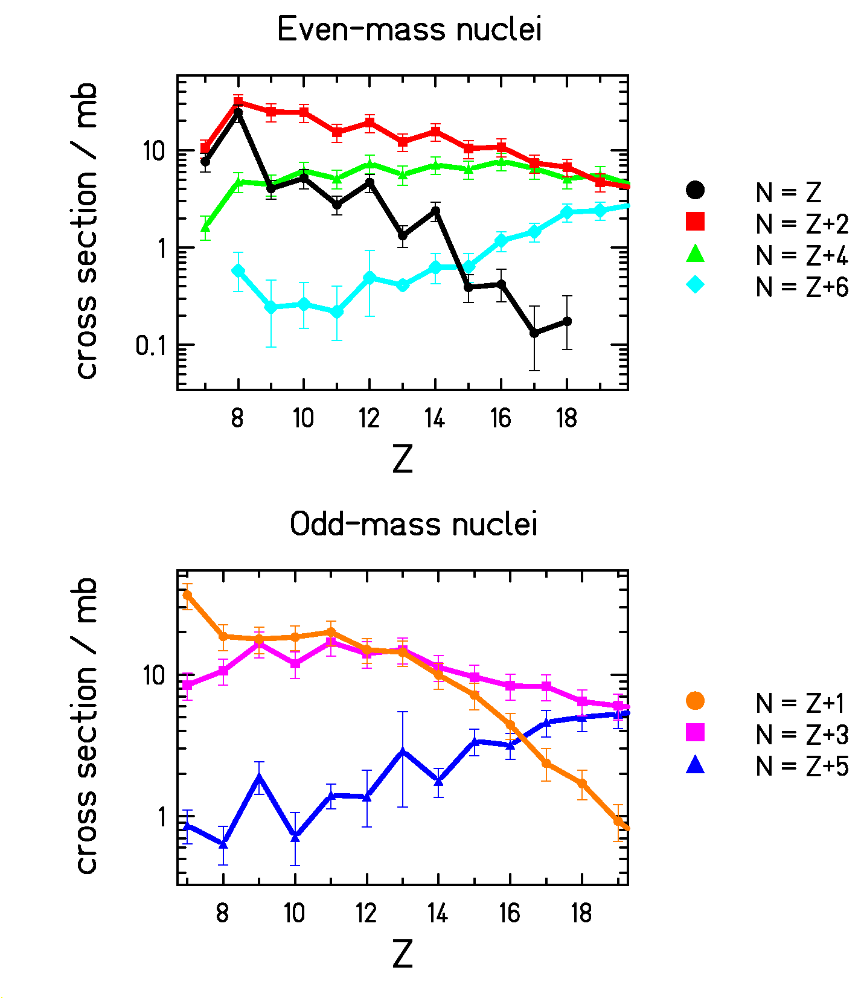 Even-mass nuclei
cross section / mb
10
1
0.1
8 10 12 14 16 18
Z
N = Z
N = Z+2
N = Z+4
N = Z+6
Odd-mass nuclei
cross section / mb
10
1
8 10 12 14 16 18
Z
N = Z+1
N = Z+3
N = Z+5